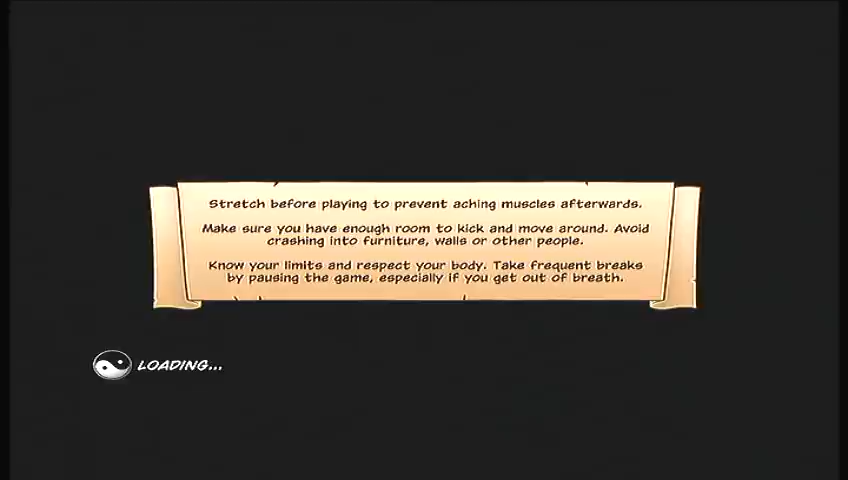 Stretch before playing to prevent aching muscles afterwards.
Make sure you have enough room to kick and move around. Avoid
crashing into furniture, walls or other people.
Know your limits and respect your body. Take frequent breaks
by pausing the game, especially if you get out of breath.
LOADING...